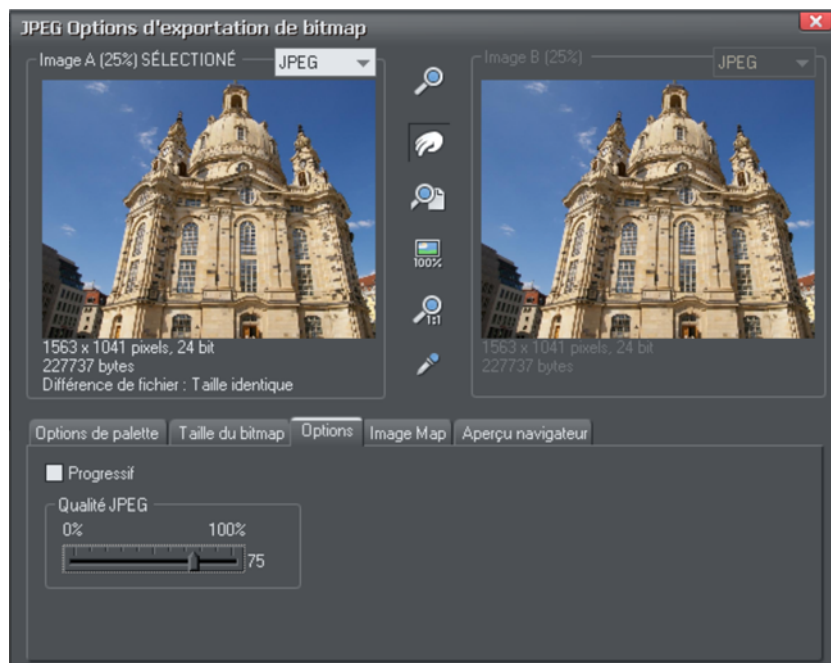 JPEG Options d'exportation de bitmap
Image A (25%) SÉLECTIONÉ
JPEG
Image B (25%)
JPEG
100%
1:1
1563 x 1041 pixels, 24 bit
227737 bytes
Différence de fichier : Taille identique
1563 x 1041 pixels, 24 bit
227737 bytes
Options de palette
Taille du bitmap
Options
Image Map
Aperçu navigateur
Progressif
Qualité JPEG
0%
100%
75